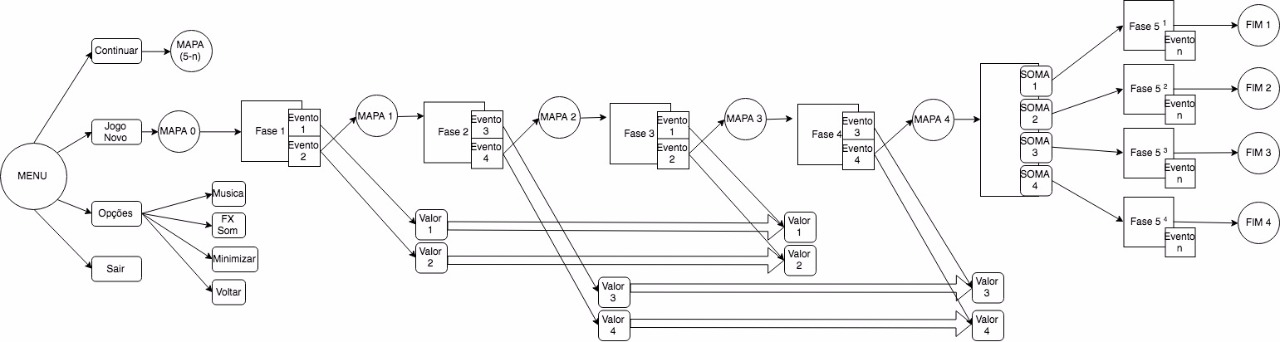 MENU
Continuar
MAPA
(5-n)
Jogo
Novo
MAPA 0
Opções
Musica
FX
Som
Minimizar
Voltar
Sair
Fase 1
Evento
1
Evento
2
MAPA 1
Valor
1
Valor
2
Fase 2
Evento
3
Evento
4
MAPA 2
Valor
3
Valor
4
Fase 3
Evento
1
Evento
2
MAPA 3
Valor
1
Valor
2
Fase 4
Evento
3
Evento
4
MAPA 4
Valor
3
Valor
4
SOMA
1
SOMA
2
SOMA
3
SOMA
4
Fase 5 1
Evento
n
FIM 1
Fase 5 2
Evento
n
FIM 2
Fase 5 3
Evento
n
FIM 3
Fase 5 4
Evento
n
FIM 4